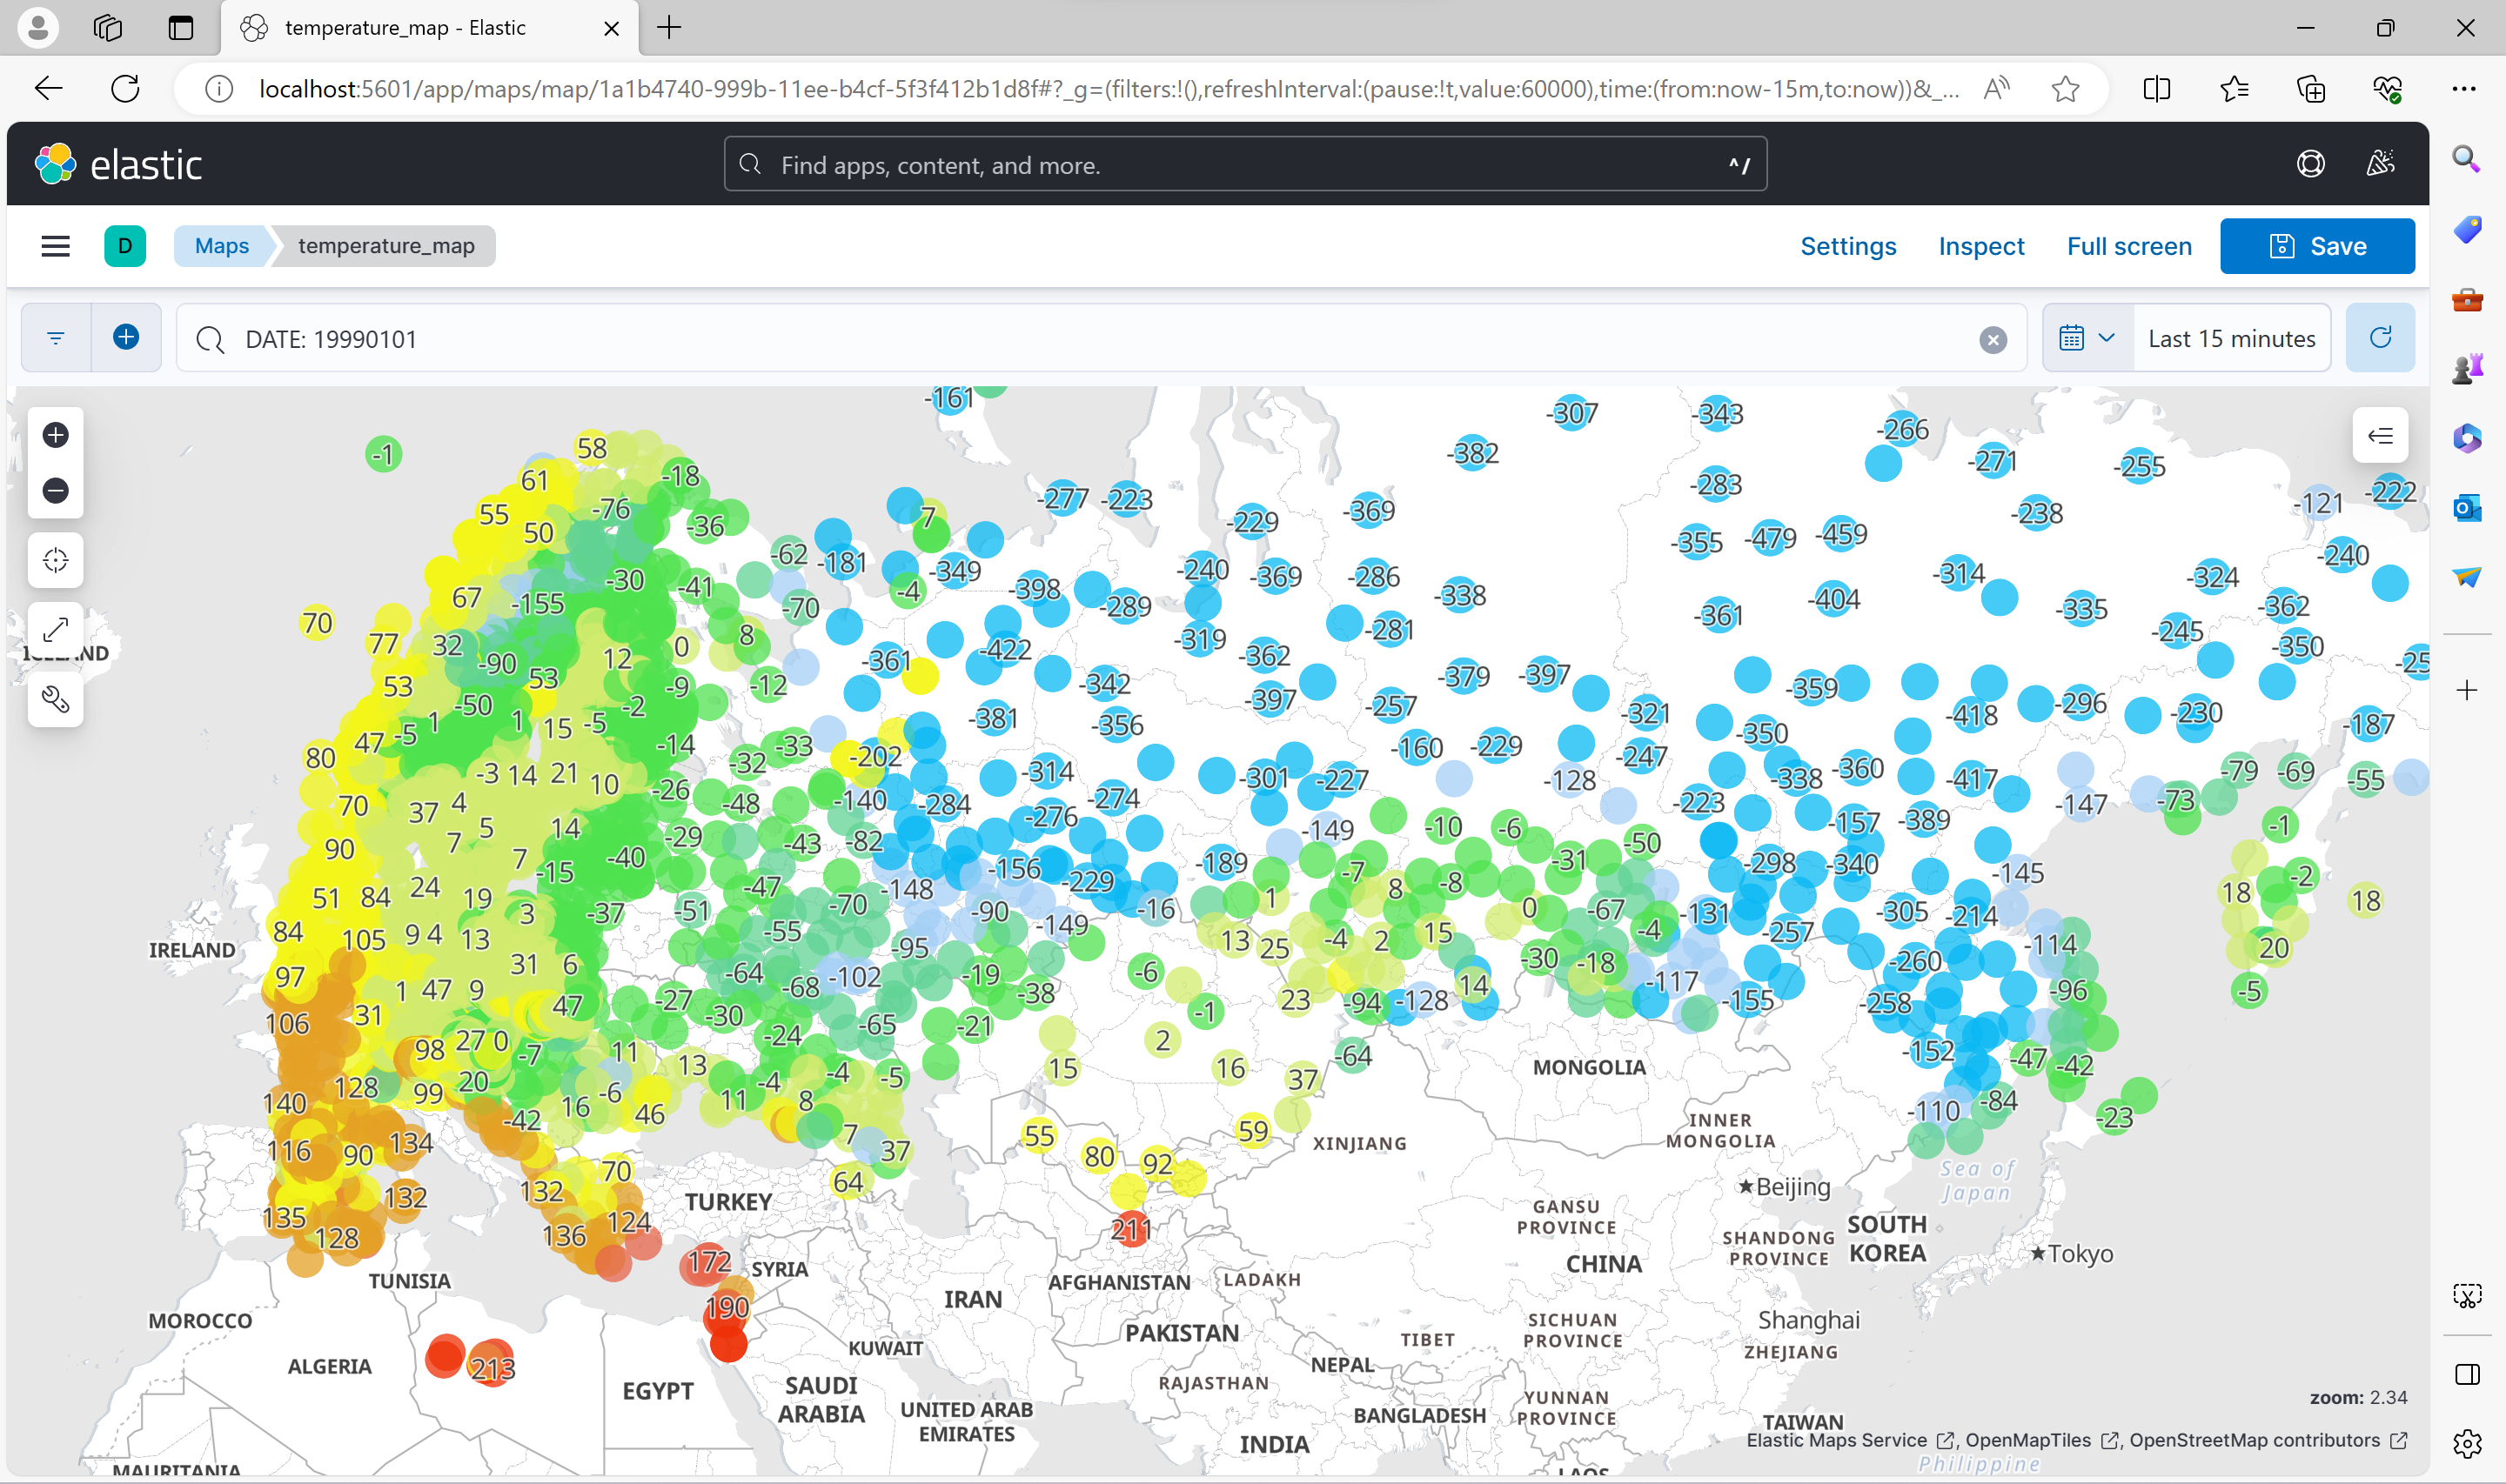 temperature_map - Elastic
localhost:5601/app/maps/map/1a1b4740-999b-11ee-b4cf-5f3f412b1d8f#?_g=(filters:!(),refreshInterval:(pause:!t,value:60000),time:(from:now-15m,to:now))&_...
elastic
Find apps, content, and more.
^/
D
Maps
temperature_map
Settings
Inspect
Full screen
Save
DATE: 19990101
Last 15 minutes
-161 -307 -343 -266
-1 58 -18 -382 -271 -255
61 -283
55 -76 -277 -223 -369 -121 -222
50 -36 7 -229 -238
-62 -181 -355 -479 -459 -240
-30 -41 -349 -240 -369 -286 -314 -324
67 -155 -70 -4 -398 -289 -338 -404 -362
70 77 32 0 8 -319 -281 -361 -335 -245
-90 12 -361 -422 -362 -350
ICELAND
53 53 -9 -12 -342 -397 -379 -397 -359 -25
-50 1 1 15 -5 -2 -381 -356 -257 -321 -418 -296 -230
80 47 -5 -14 -33 -202 -160 -229 -247 -350 -187
-3 14 21 10 -32 -314 -301 -227 -128 -338 -360 -417 -79 -69 -55
70 37 4 -26 -48 -140 -284 -274 -223 -147 -73
90 7 5 14 -29 -43 -82 -276 -149 -10 -6 -50 -157 -389 -1
7 -15 -40 -156 -189 -7 -31 -298 -340 -145
51 84 24 19 -47 -148 -229 1 8 -8 -2
84 3 -37 -51 -70 -90 -16 0 -67 -131 -305 -214 18 18
105 9 4 13 -55 -95 -149 13 25 -4 2 15 -4 -257 -114 20
IRELAND
97 31 6 -64 -68 -102 -19 -6 -30 -18 -260
1 47 9 47 -27 -38 23 -94 -128 14 -117 -155 -258 -96 -5
106 31 -30 -65 -21 -1
98 27 0 -7 11 -24 2 -64 -152
128 20 13 -4 -5 15 16 37 -47 -42
MONGOLIA
140 99 16 -6 11 -4 8 -110 -84
-42 46 55 59 -23
116 90 134 7 37 80 92
INNER
MONGOLIA
XINJIANG
132 132 70 64
Sea of
Japan
TURKEY
Beijing
135 128 136 124 211
GANSU
PROVINCE
SHANDONG
PROVINCE
SOUTH
KOREA
Tokyo
172
SYRIA
TUNISIA
AFGHANISTAN
LADAKH
CHINA
190
IRAN
MOROCCO
PAKISTAN
TIBET
SICHUAN
PROVINCE
Shanghai
ZHEJIANG
ALGERIA
213
KUWAIT
NEPAL
EGYPT
SAUDI
ARABIA
RAJASTHAN
UNITED ARAB
EMIRATES
BANGLADESH
YUNNAN
PROVINCE
TAIWAN
INDIA
zoom: 2.34
Elastic Maps Service , OpenMapTiles , OpenStreetMap contributors
MAURITANIA
LAOS
Philippine